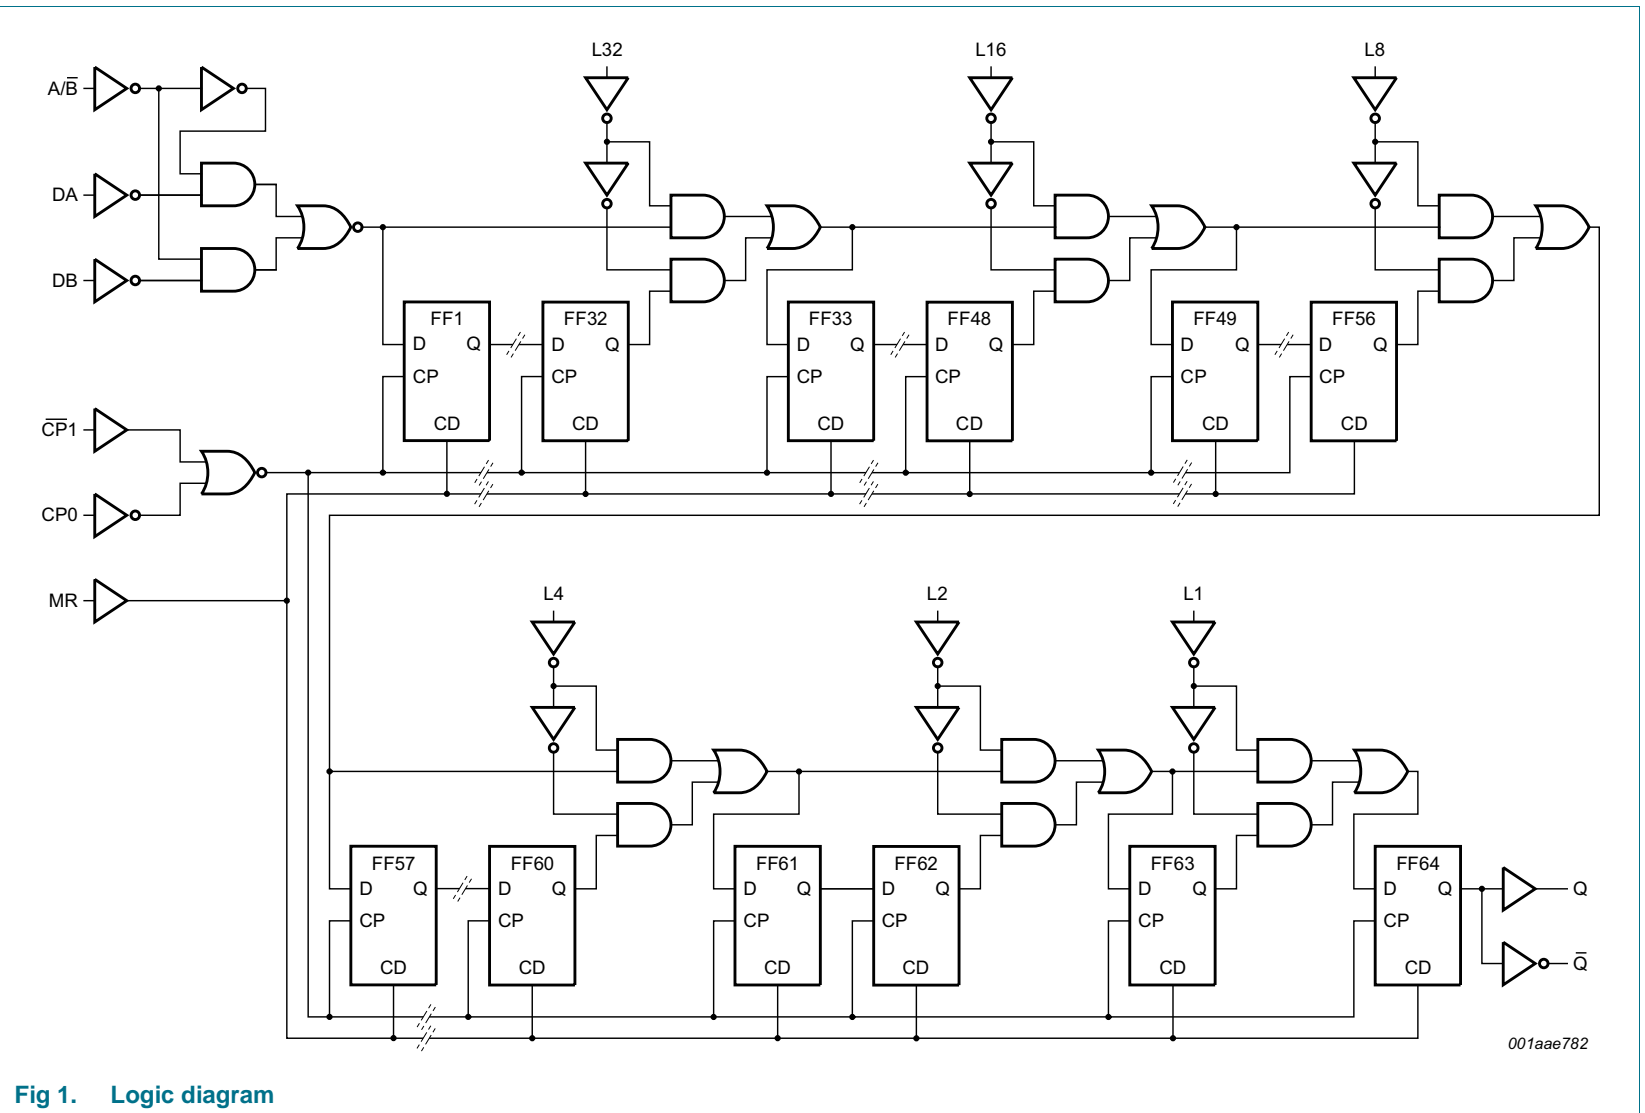 L32 L16 L8
A/B̅
DA
DB
FF1 FF32 FF33 FF48 FF49 FF56
D Q D Q D Q D Q D Q D Q
CP CP CP CP CP CP
CD CD CD CD CD CD
C̅P̅1
CP0
MR
L4 L2 L1
FF57 FF60 FF61 FF62 FF63 FF64
D Q D Q D Q D Q D Q D Q Q
CP CP CP CP CP CP
CD CD CD CD CD CD Q̅
001aae782
Fig 1. Logic diagram